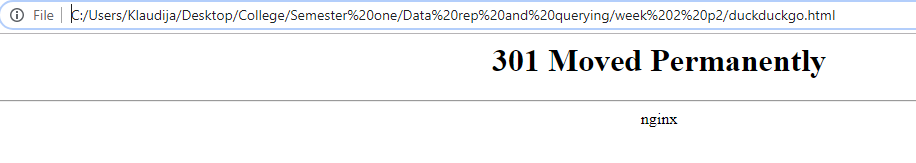 File C:/Users/Klaudija/Desktop/College/Semester%20one/Data%20rep%20and%20querying/week%202%20p2/duckduckgo.html
301 Moved Permanently
nginx